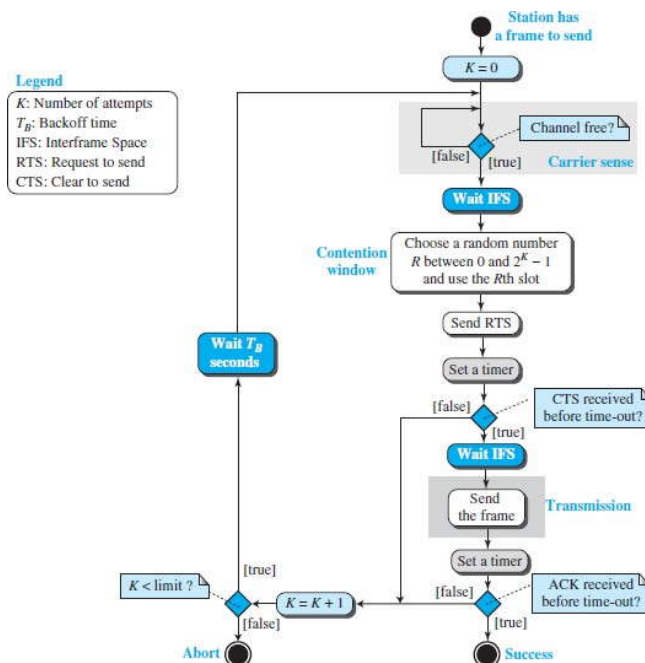 Station has
a frame to send
K = 0
Legend
K: Number of attempts
T_B: Backoff time
IFS: Interframe Space
RTS: Request to send
CTS: Clear to send
Channel free?
[false]
[true]
Carrier sense
Wait IFS
Contention
window
Choose a random number
R between 0 and 2^K − 1
and use the Rth slot
Send RTS
Wait T_B
seconds
Set a timer
[false]
CTS received
before time-out?
[true]
Wait IFS
Send
the frame
Transmission
Set a timer
[true]
K < limit ?
K = K + 1
[false]
ACK received
before time-out?
[false]
[true]
Abort
Success